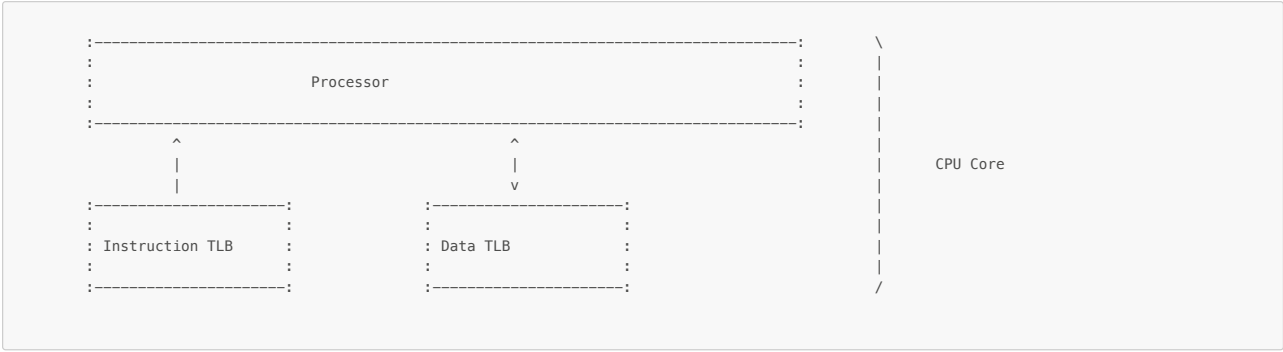 Processor
CPU Core
Instruction TLB
Data TLB